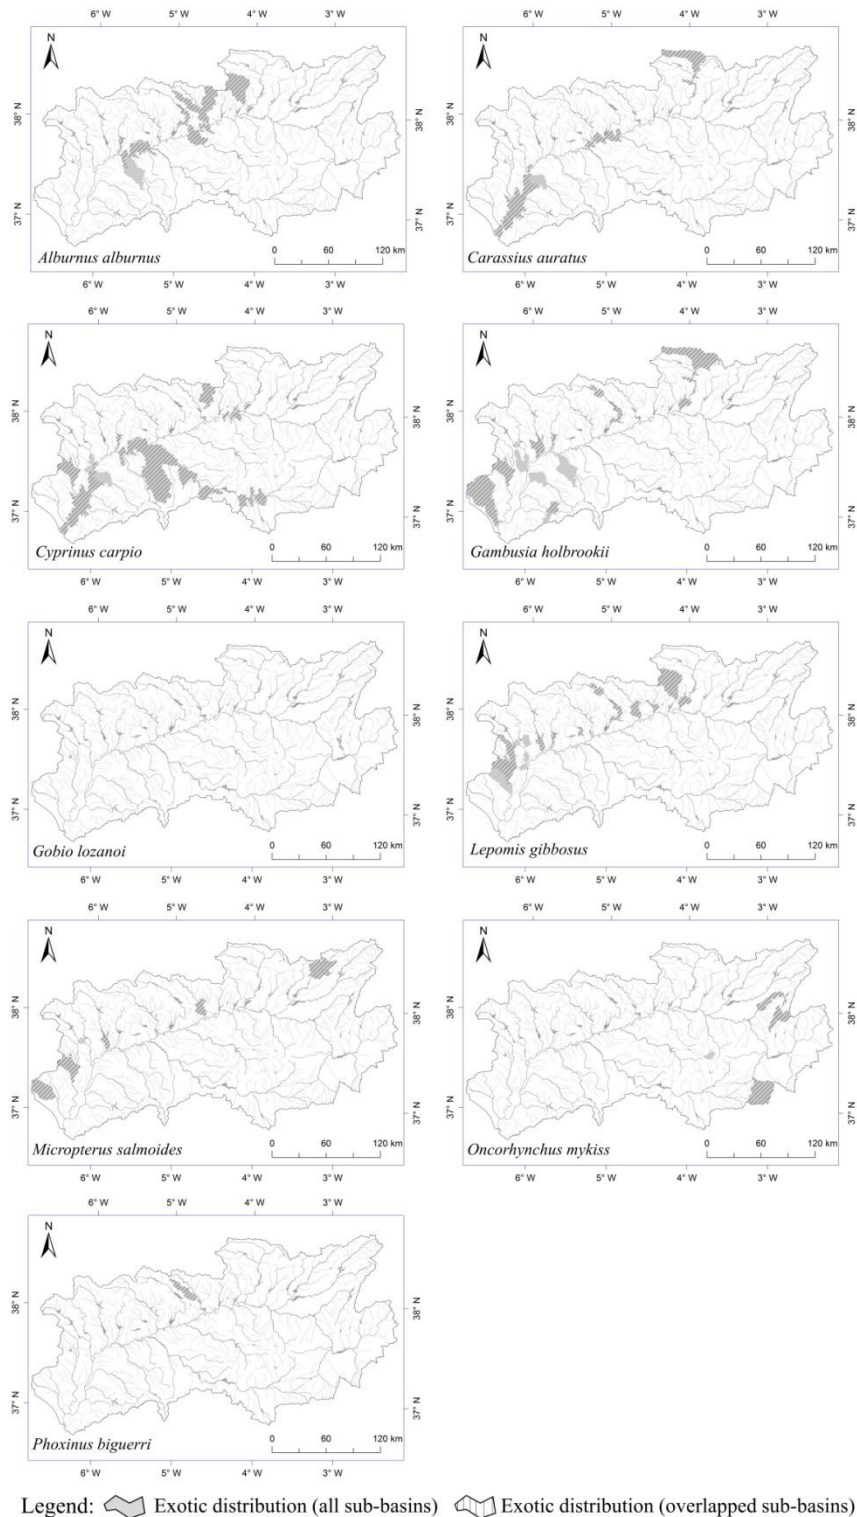 6° W 5° W 4° W 3° W
N
38° N 38° N
37° N 37° N
0 60 120 km
Alburnus alburnus
6° W 5° W 4° W 3° W
6° W 5° W 4° W 3° W
N
38° N 38° N
37° N 37° N
0 60 120 km
Carassius auratus
6° W 5° W 4° W 3° W
N
38° N 38° N
37° N 37° N
0 60 120 km
Cyprinus carpio
6° W 5° W 4° W 3° W
N
38° N 38° N
37° N 37° N
0 60 120 km
Gambusia holbrookii
6° W 5° W 4° W 3° W
6° W 5° W 4° W 3° W
N
38° N 38° N
37° N 37° N
0 60 120 km
Gobio lozanoi
N
38° N 38° N
37° N 37° N
0 60 120 km
Lepomis gibbosus
6° W 5° W 4° W 3° W
6° W 5° W 4° W 3° W
N
38° N 38° N
37° N 37° N
0 60 120 km
Micropterus salmoides
6° W 5° W 4° W 3° W
N
38° N 38° N
37° N 37° N
0 60 120 km
Oncorhynchus mykiss
6° W 5° W 4° W 3° W
6° W 5° W 4° W 3° W
N
38° N 38° N
37° N 37° N
0 60 120 km
Phoxinus biguerri
Legend: Exotic distribution (all sub-basins) Exotic distribution (overlapped sub-basins)